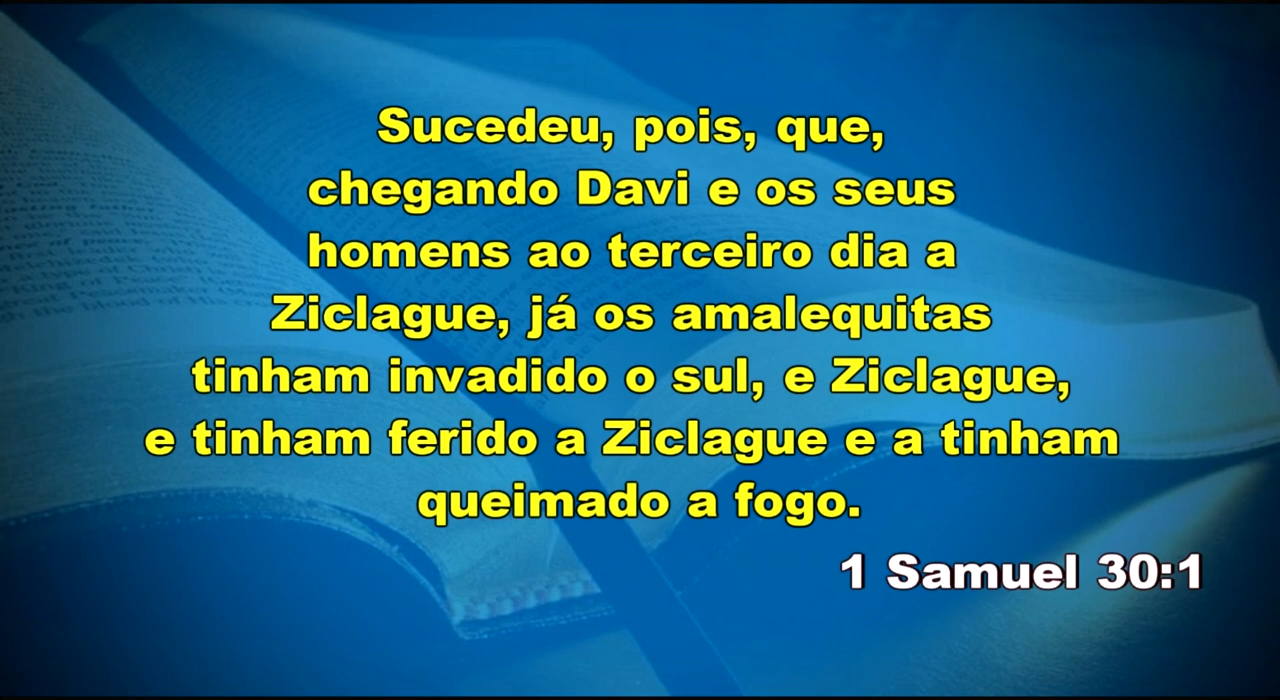 Sucedeu, pois, que,
chegando Davi e os seus
homens ao terceiro dia a
Ziclague, já os amalequitas
tinham invadido o sul, e Ziclague,
e tinham ferido a Ziclague e a tinham
queimado a fogo.
1 Samuel 30:1